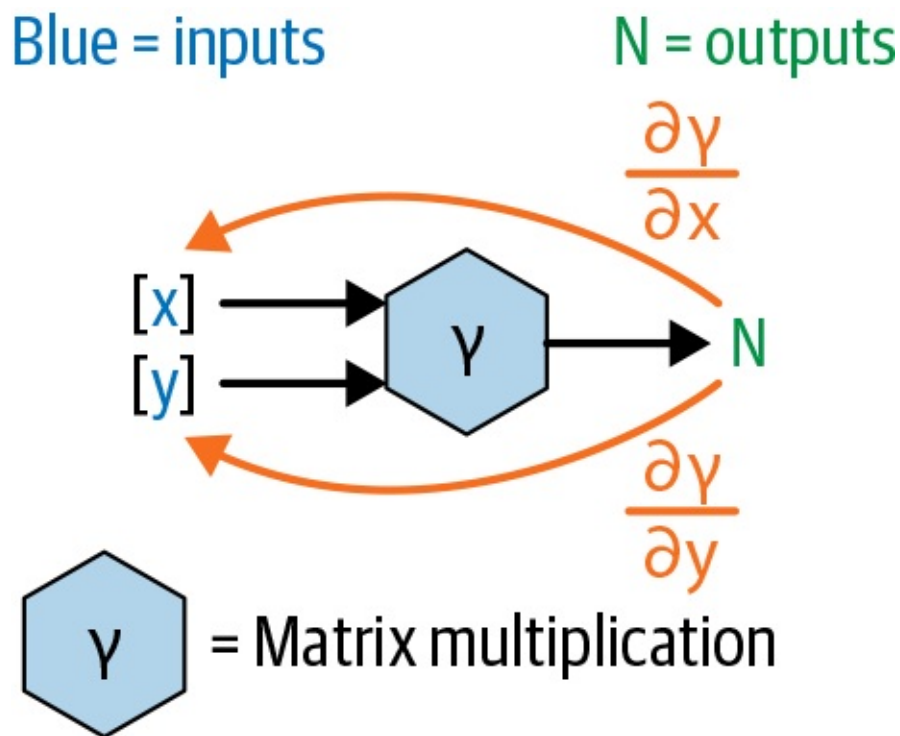 Blue = inputs
N = outputs
∂γ
∂x
[x]
γ
N
[y]
∂γ
∂y
γ
= Matrix multiplication